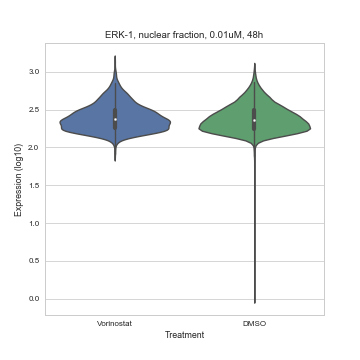 ERK-1, nuclear fraction, 0.01uM, 48h
3.0
2.5
2.0
1.5
1.0
0.5
0.0
Expression (log10)
Vorinostat
DMSO
Treatment